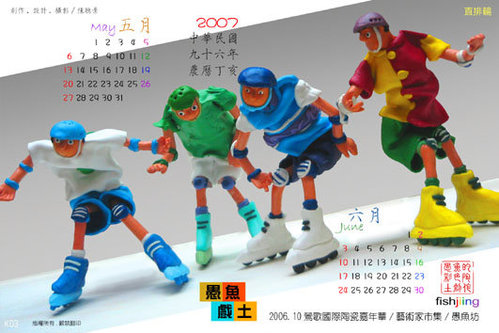 創作．設計．攝影／陳
May 五月
1 2 3 4 5
6 7 8 9 10 11 12
13 14 15 16 17 18 19
20 21 22 23 24 25 26
27 28 29 30 31
2007
中華民國
九十六年
農曆丁亥
直排輪
六月
June
1 2
3 4 5 6 7 8 9
10 11 12 13 14 15 16
17 18 19 20 21 22 23
24 25 26 27 28 29 30
fishjiing
愚魚
戲土
2006.10 鶯歌國際陶瓷嘉年華／藝術家市集／愚魚坊
K03
版權所有